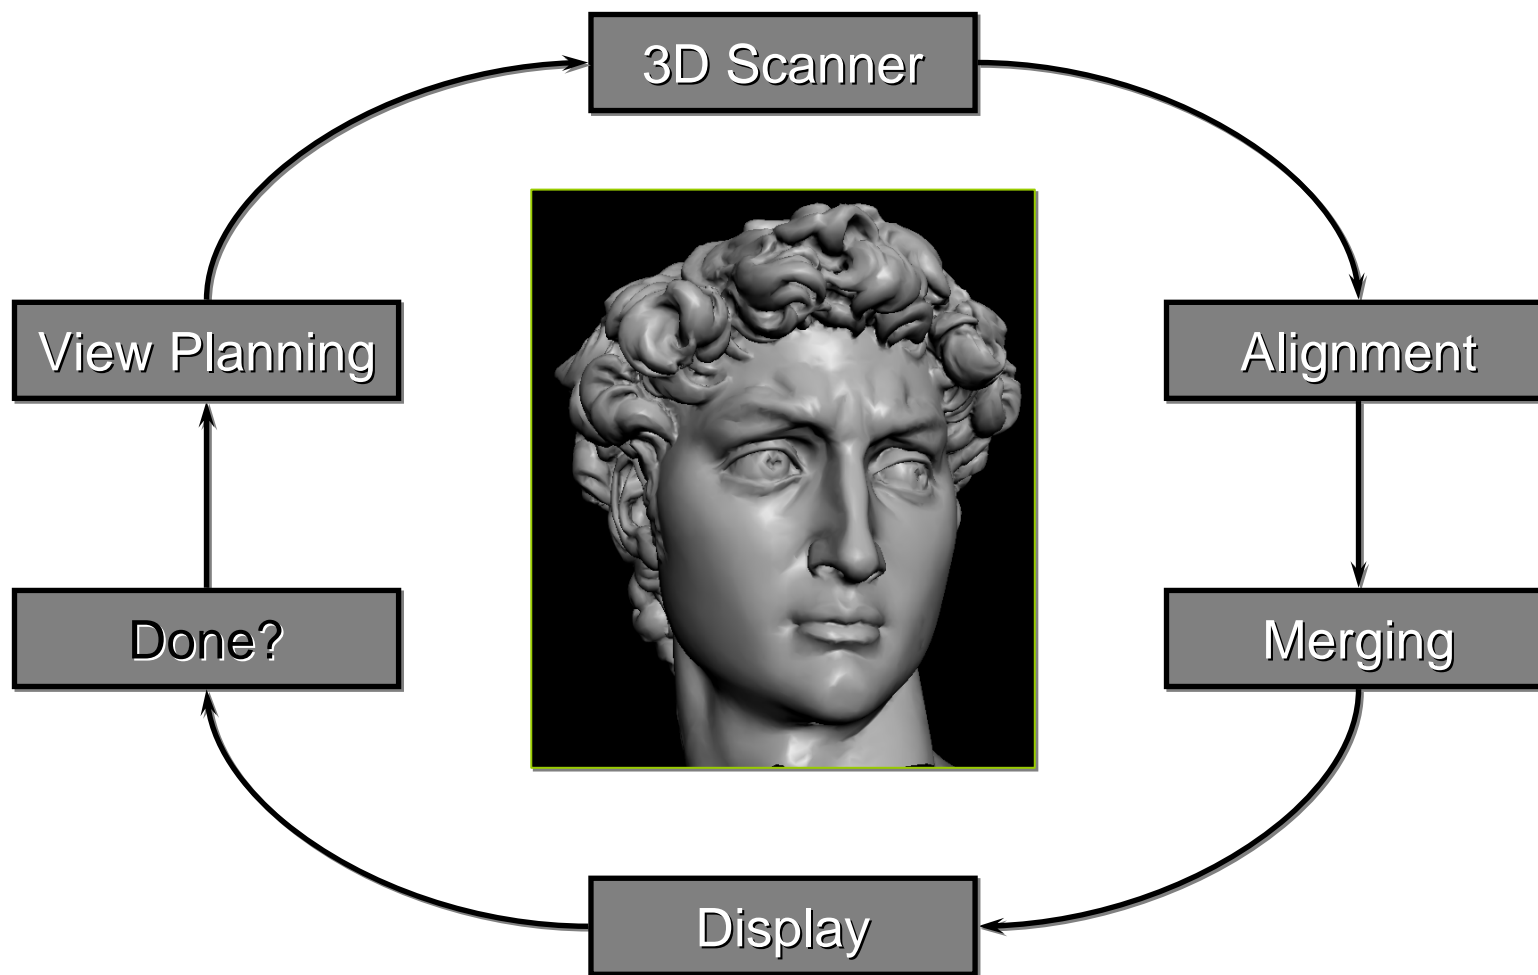 3D Scanner
View Planning
Alignment
Done?
Merging
Display